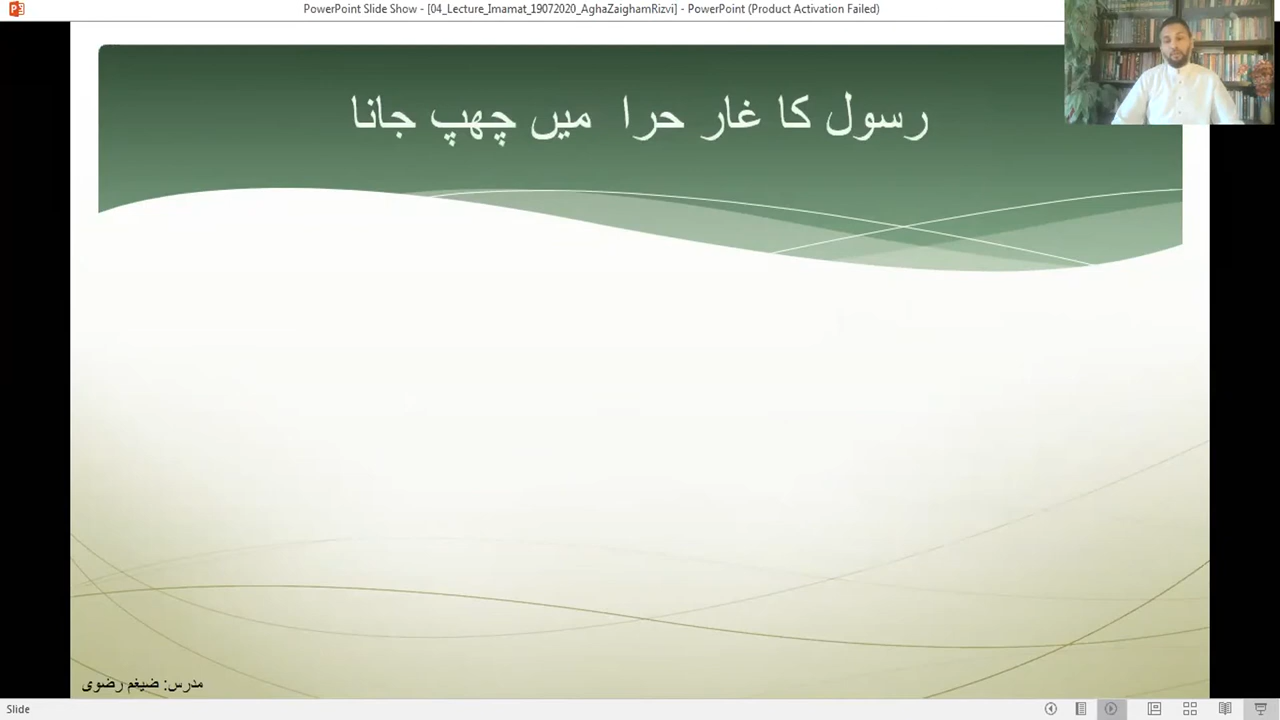 PowerPoint Slide Show - [04_Lecture_Imamat_19072020_AghaZaighamRizvi] - PowerPoint (Product Activation Failed)
رسول کا غار حرا میں چھپ جانا
مدرس: ضیغم رضوی
Slide